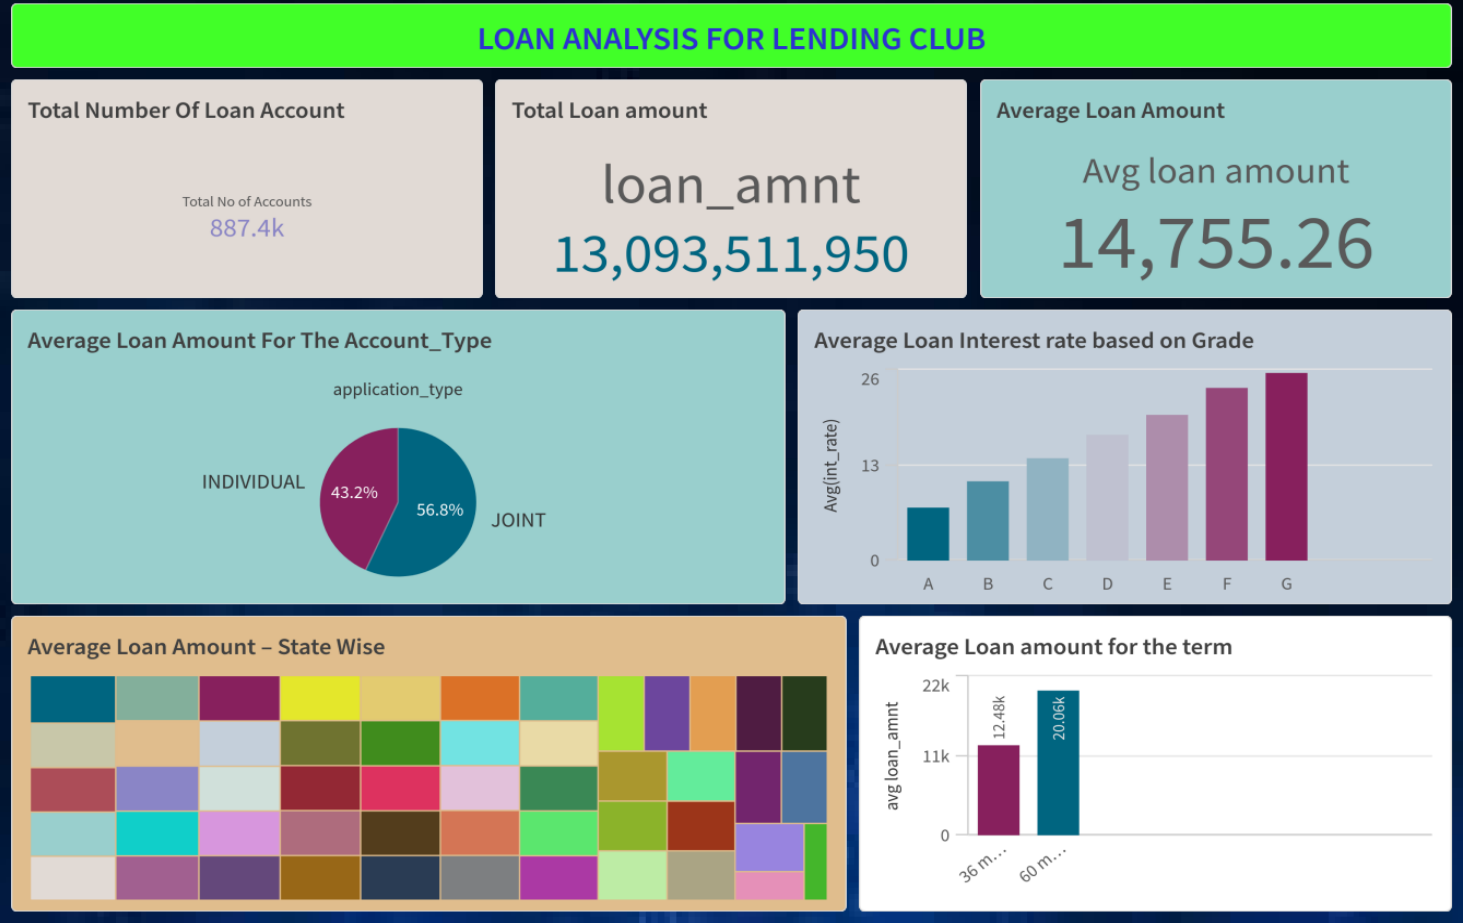 LOAN ANALYSIS FOR LENDING CLUB
Total Number Of Loan Account
Total No of Accounts
887.4k
Total Loan amount
loan_amnt
13,093,511,950
Average Loan Amount
Avg loan amount
14,755.26
Average Loan Amount For The Account_Type
application_type
INDIVIDUAL
43.2%
56.8%
JOINT
Average Loan Interest rate based on Grade
Avg(int_rate)
26
13
0
A B C D E F G
Average Loan Amount – State Wise
Average Loan amount for the term
avg loan_amnt
22k
11k
0
12.48k
20.06k
36 m...
60 m...